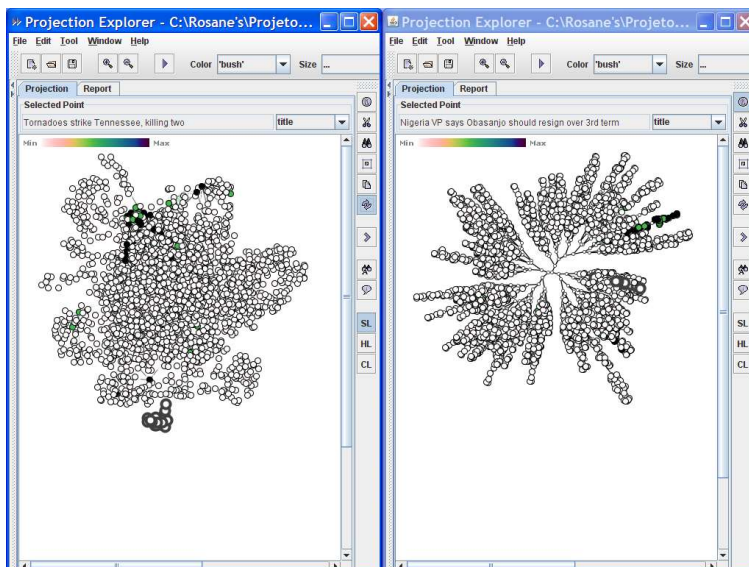 Projection Explorer - C:\Rosane's\Projeto...
File Edit Tool Window Help
Color 'bush' Size ...
Projection Report
Selected Point
Tornadoes strike Tennessee, killing two title
Min Max
SL
HL
CL
Projection Explorer - C:\Rosane's\Projeto...
File Edit Tool Window Help
Color 'bush' Size ...
Projection Report
Selected Point
Nigeria VP says Obasanjo should resign over 3rd term title
Min Max
SL
HL
CL